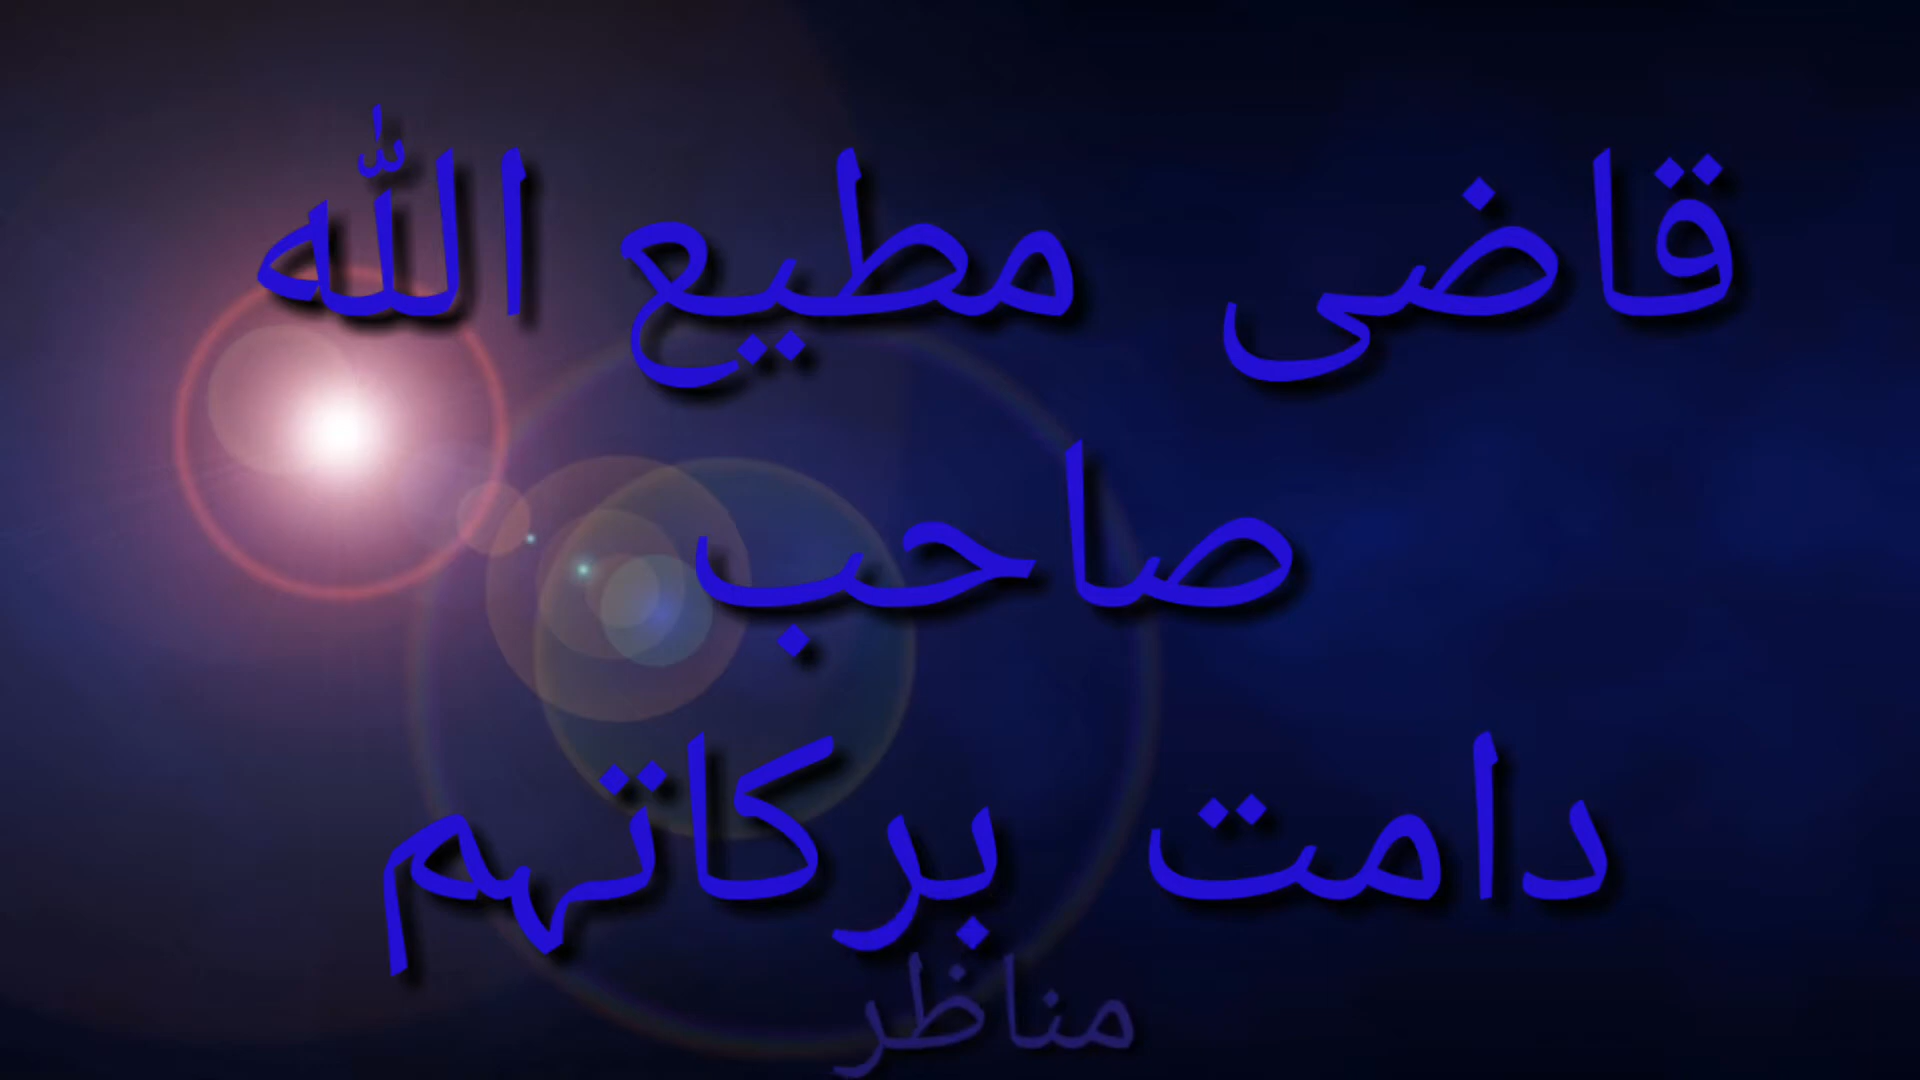 قاضی مطیع اللہ
صاحب
دامت برکاتہم
مناظر